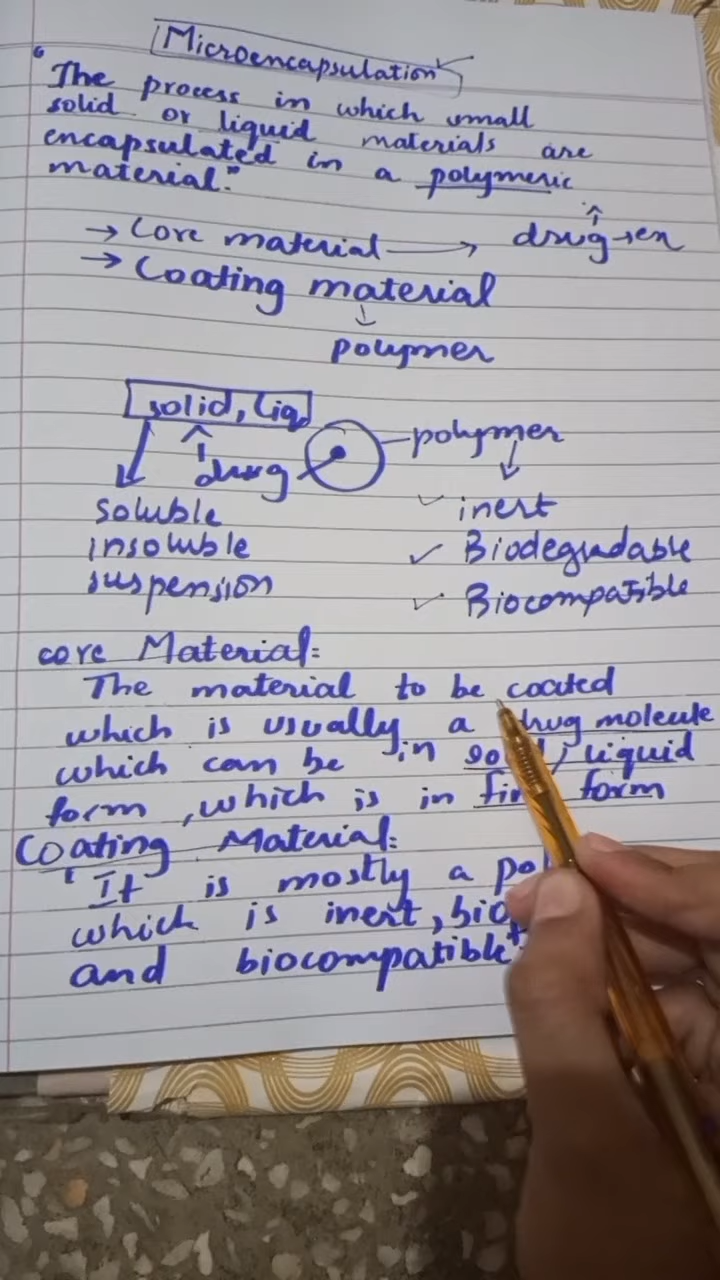 Microencapsulation
"The process in which small
solid or liquid materials are
encapsulated in a polymeric
material."
→ Core material → drug → ex
→ Coating material
↓
polymer
solid, Liq
drug
polymer
soluble
insoluble
suspension
inert
✓ Biodegradable
✓ Biocompatible
core Material:
The material to be coated
which is usually a drug molecule
which can be in liquid
form, which is in form
Coating Material:
"It is mostly a
which is inert,
and biocompatible"